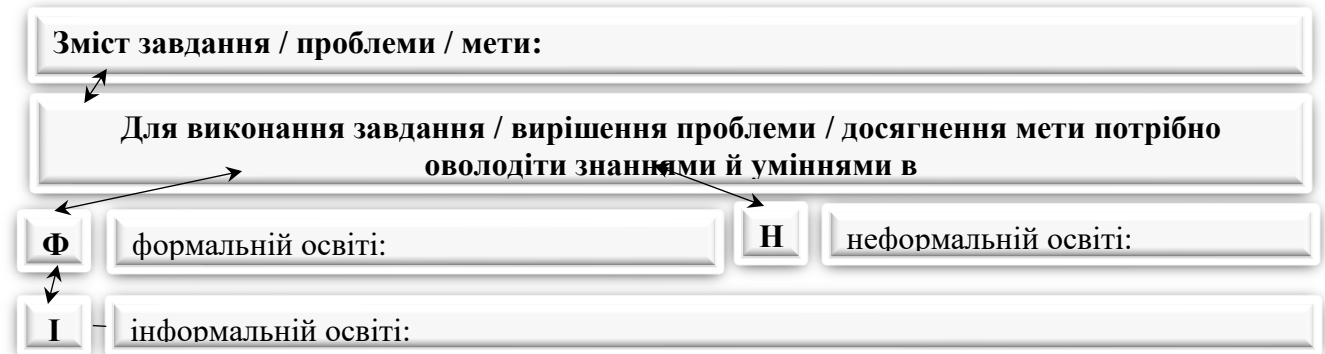 Зміст завдання / проблеми / мети:
Для виконання завдання / вирішення проблеми / досягнення мети потрібно
оволодіти знаннями й уміннями в
Ф
формальній освіті:
Н
неформальній освіті:
І
інформальній освіті: